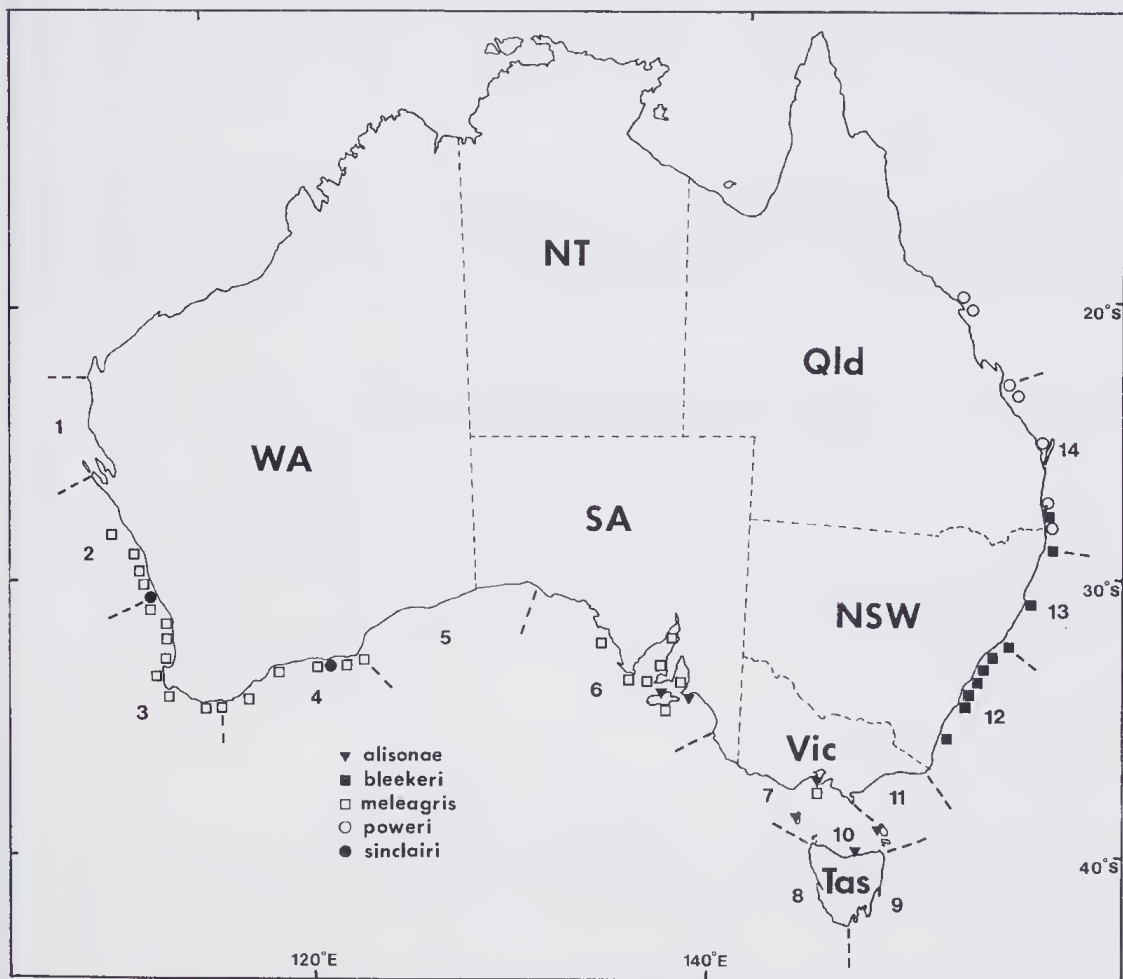 NT
20°S
Qld
1
WA
14
SA
2
30°S
13
NSW
5
4
6
3
12
Vic
alisonae
bleekeri
meleagris
poweri
sinclairi
7
11
10
40°S
Tas
8
9
120°E
140°E